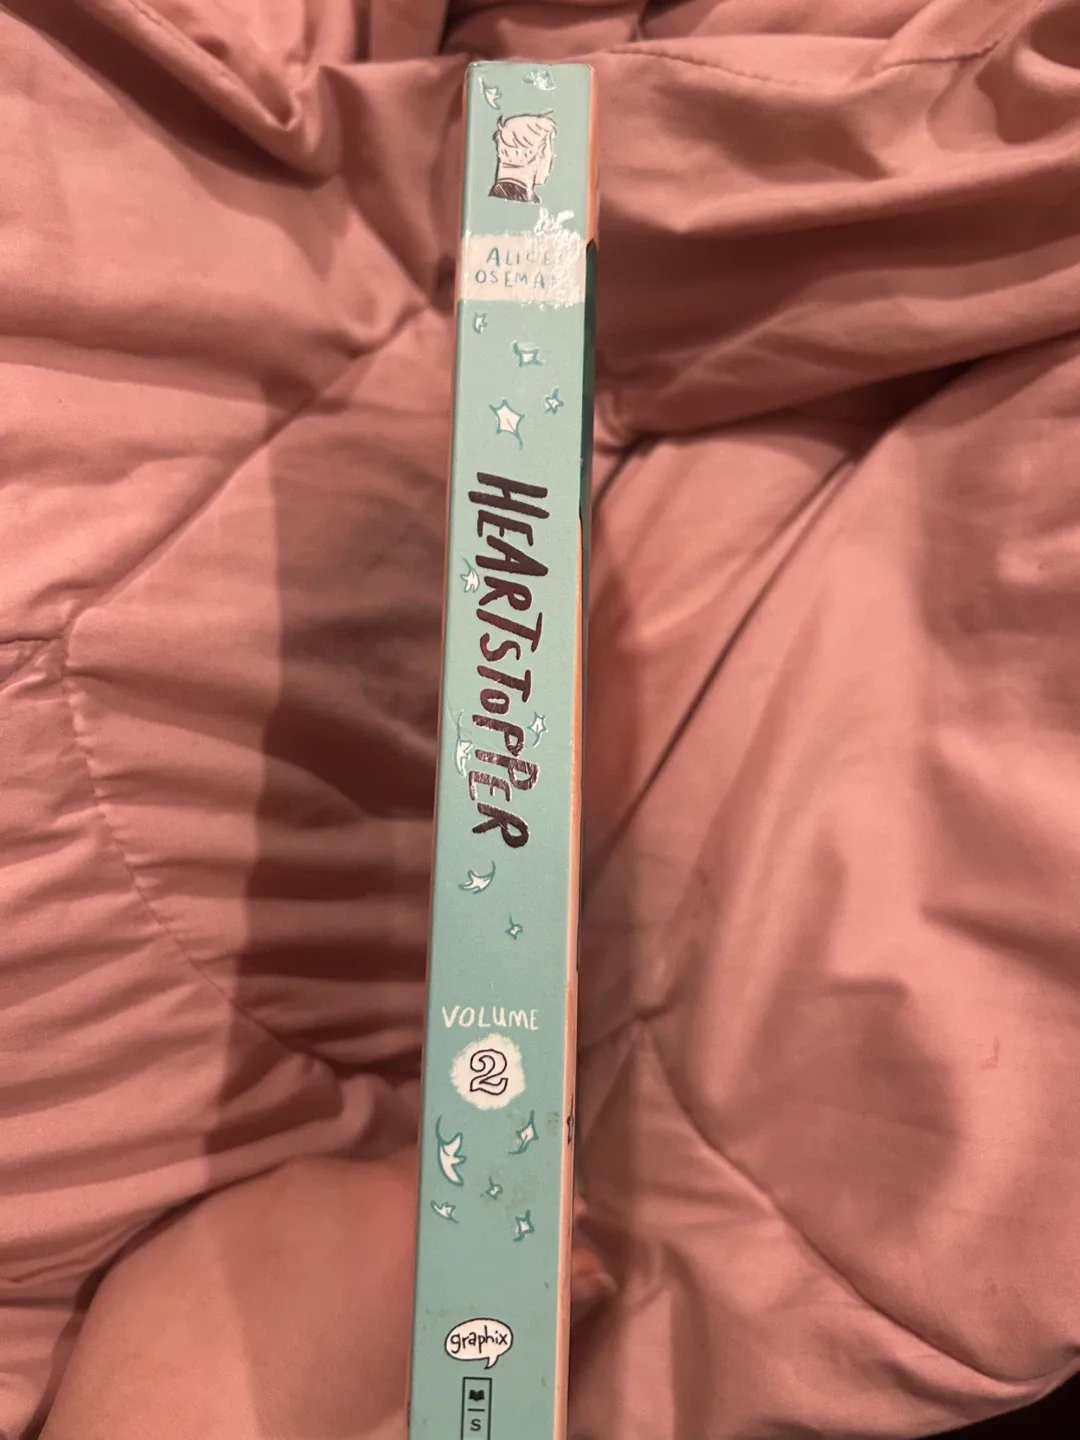 ALICE
OSEMAN
HEARTSTOPPER
VOLUME
2
graphix
S